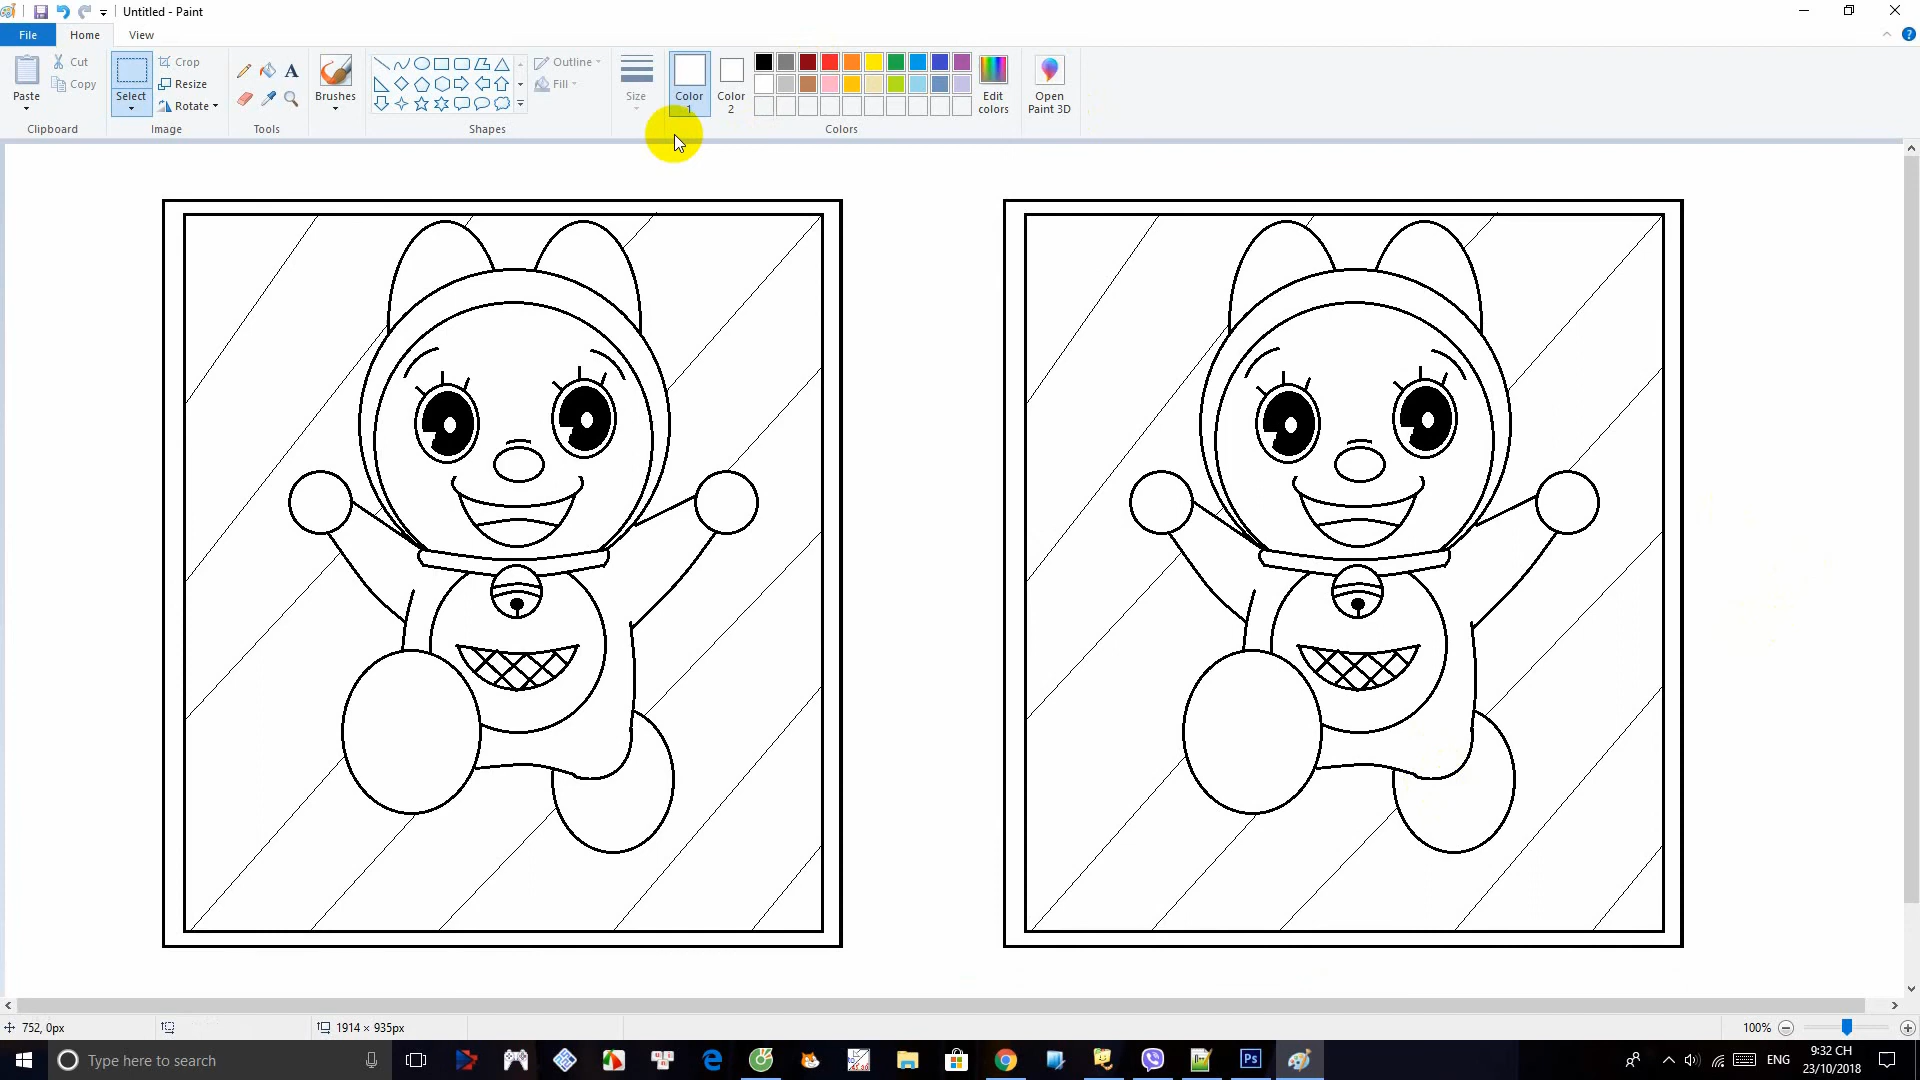 Untitled - Paint
File
Home
View
Paste
Cut
Copy
Clipboard
Select
Crop
Resize
Rotate
Image
A
Tools
Brushes
Shapes
Outline
Fill
Size
Color
1
Color
2
Edit
colors
Colors
Open
Paint 3D
752, 0px
1914 × 935px
100%
Type here to search
Ps
ENG
9:32 CH
23/10/2018